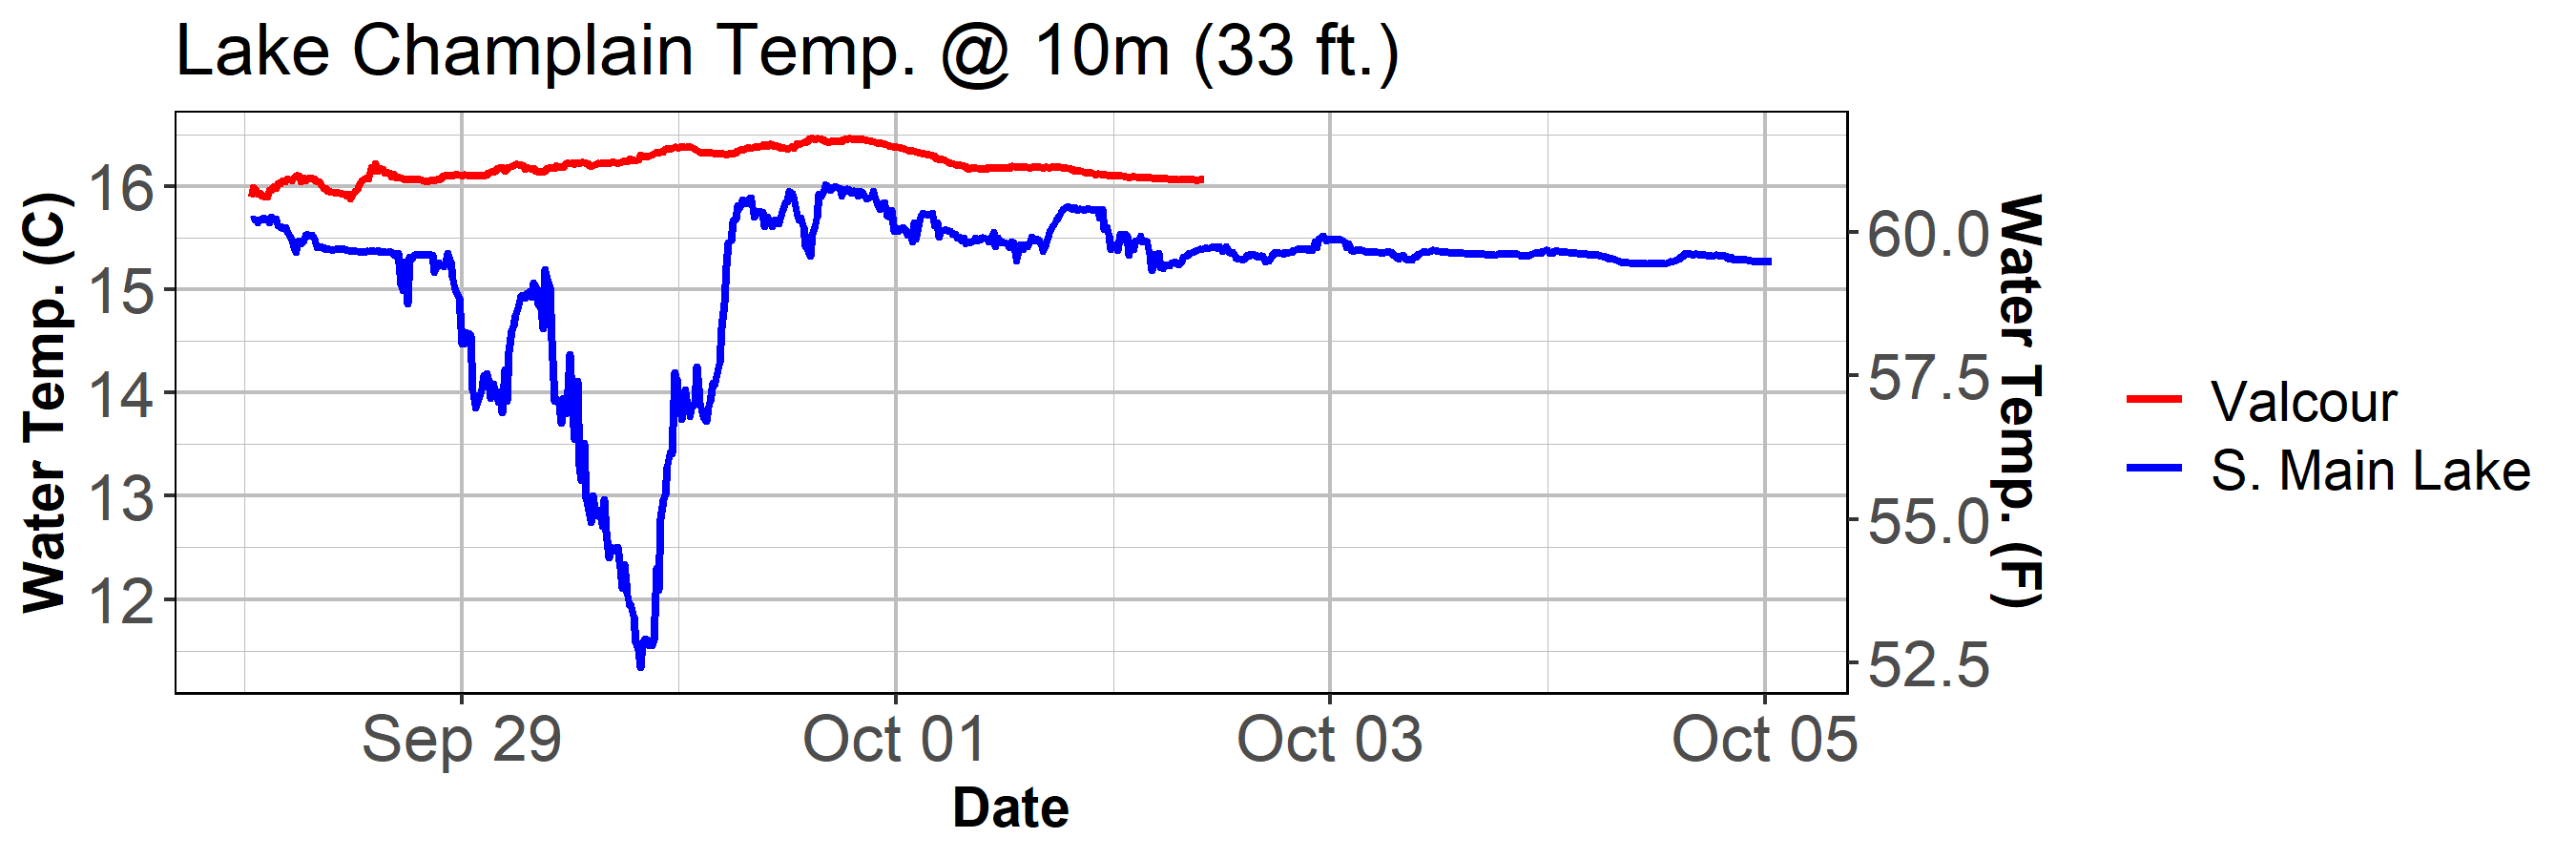 Lake Champlain Temp. @ 10m (33 ft.)
Water Temp. (C)
16
15
14
13
12
60.0
57.5
55.0
52.5
Water Temp. (F)
Sep 29
Oct 01
Oct 03
Oct 05
Date
Valcour
S. Main Lake